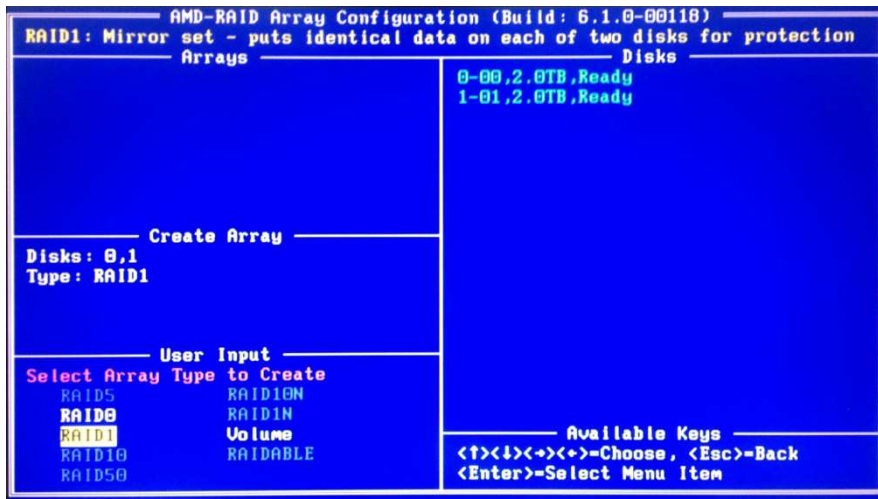 AMD-RAID Array Configuration (Build: 6.1.0-00118)
RAID1: Mirror set - puts identical data on each of two disks for protection
Arrays
Create Array
Disks: 0,1
Type: RAID1
User Input
Select Array Type to Create
RAID5 RAID10N
RAID0 RAID1N
RAID1 Volume
RAID10 RAIDABLE
RAID50
Disks
0-00,2.0TB,Ready
1-01,2.0TB,Ready
Available Keys
<↑><↓><→><←>=Choose, <Esc>=Back
<Enter>=Select Menu Item